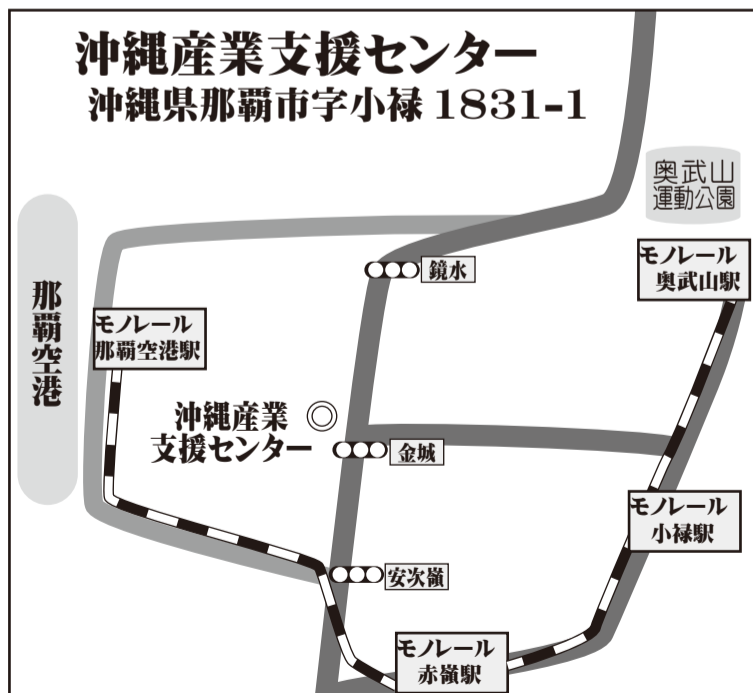 沖縄産業支援センター
沖縄県那覇市字小禄 1831-1
奥武山
運動公園
モノレール
奥武山駅
鏡水
那覇空港
モノレール
那覇空港駅
沖縄産業
支援センター
金城
モノレール
小禄駅
安次嶺
モノレール
赤嶺駅